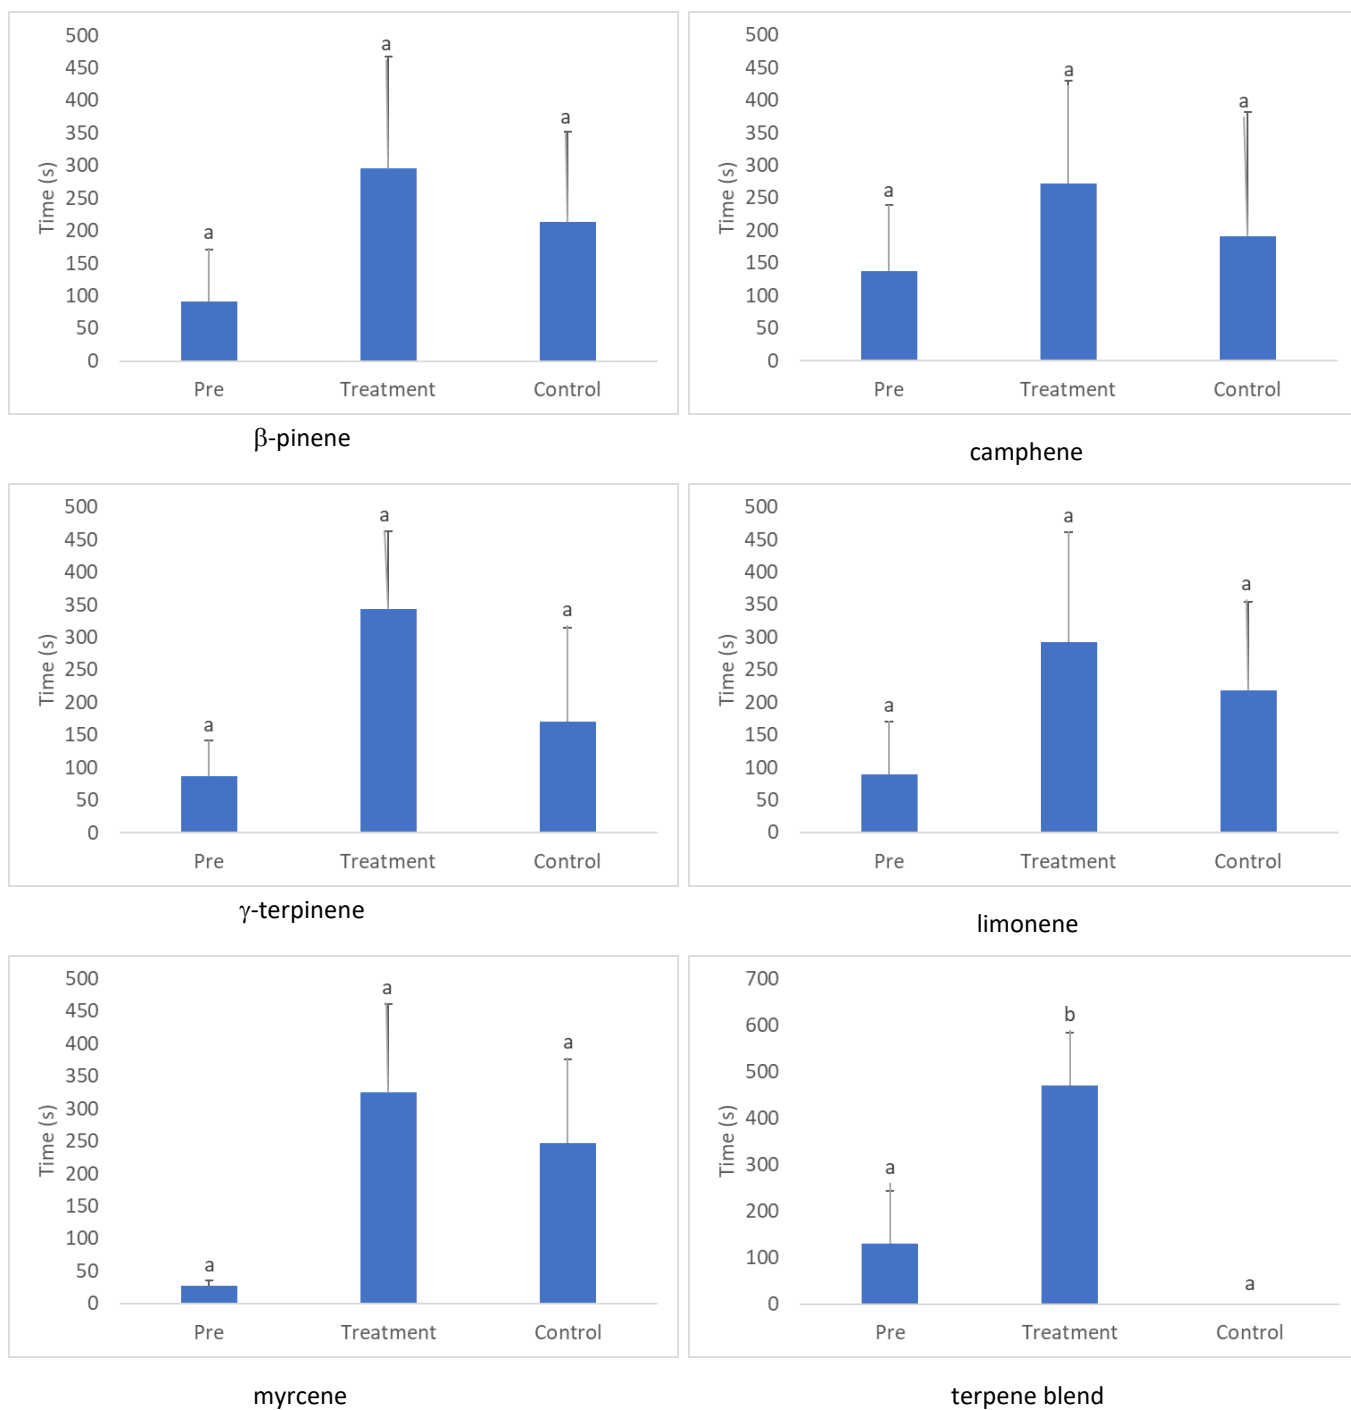 500
450
400
350
300
250
200
150
100
50
0
Time (s)
a
a
a
Pre Treatment Control
β-pinene
500
450
400
350
300
250
200
150
100
50
0
Time (s)
a
a
a
Pre Treatment Control
camphene
500
450
400
350
300
250
200
150
100
50
0
Time (s)
a
a
a
Pre Treatment Control
γ-terpinene
500
450
400
350
300
250
200
150
100
50
0
Time (s)
a
a
a
Pre Treatment Control
limonene
500
450
400
350
300
250
200
150
100
50
0
Time (s)
a
a
a
Pre Treatment Control
myrcene
700
600
500
400
300
200
100
0
Time (s)
a
b
a
Pre Treatment Control
terpene blend